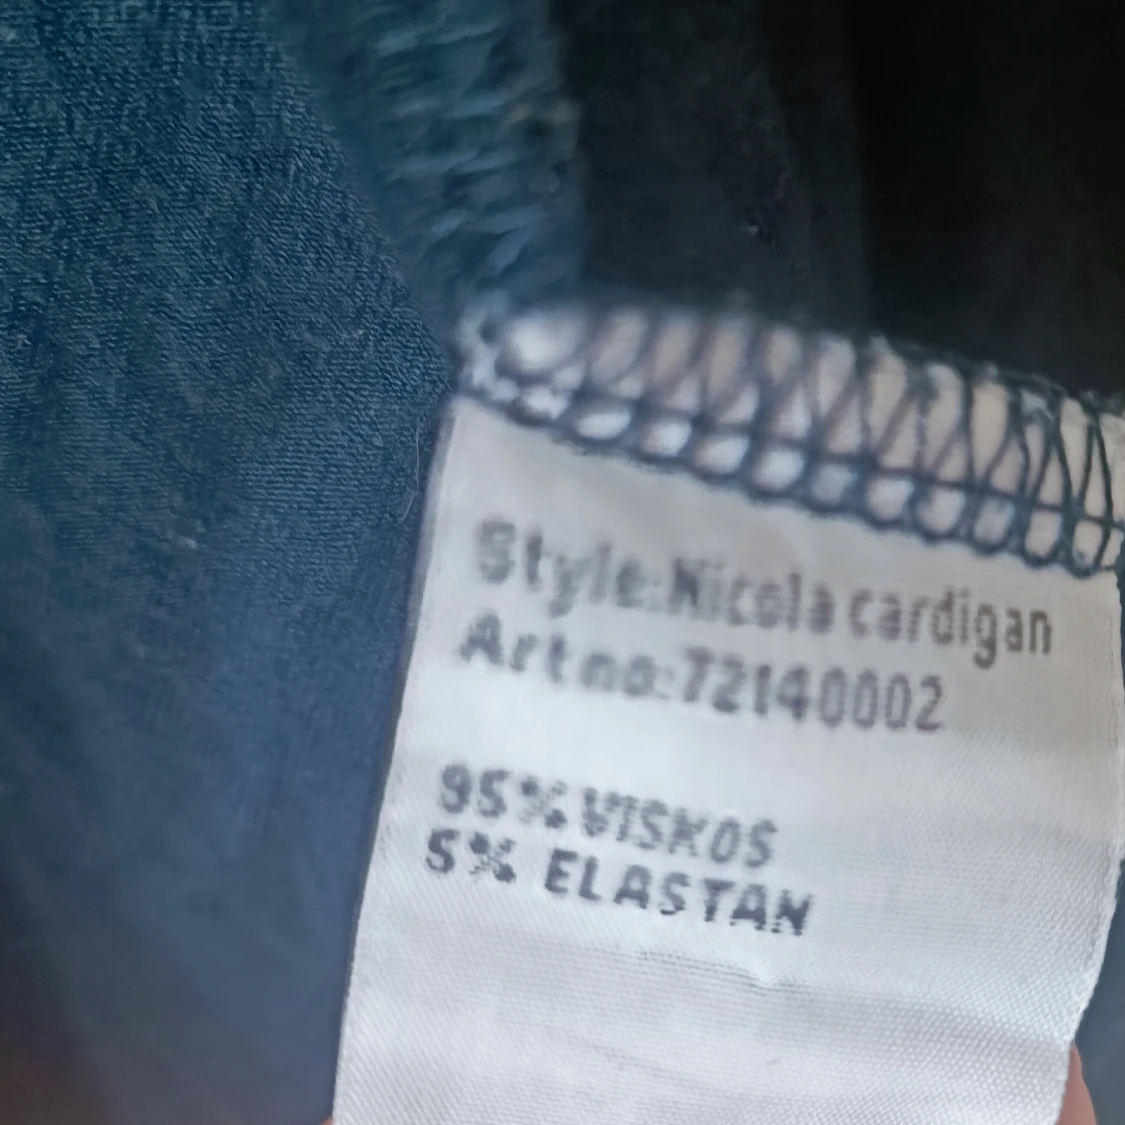 Style:Nicola cardigan
Art no:72140002
95% VISKOS
5% ELASTAN